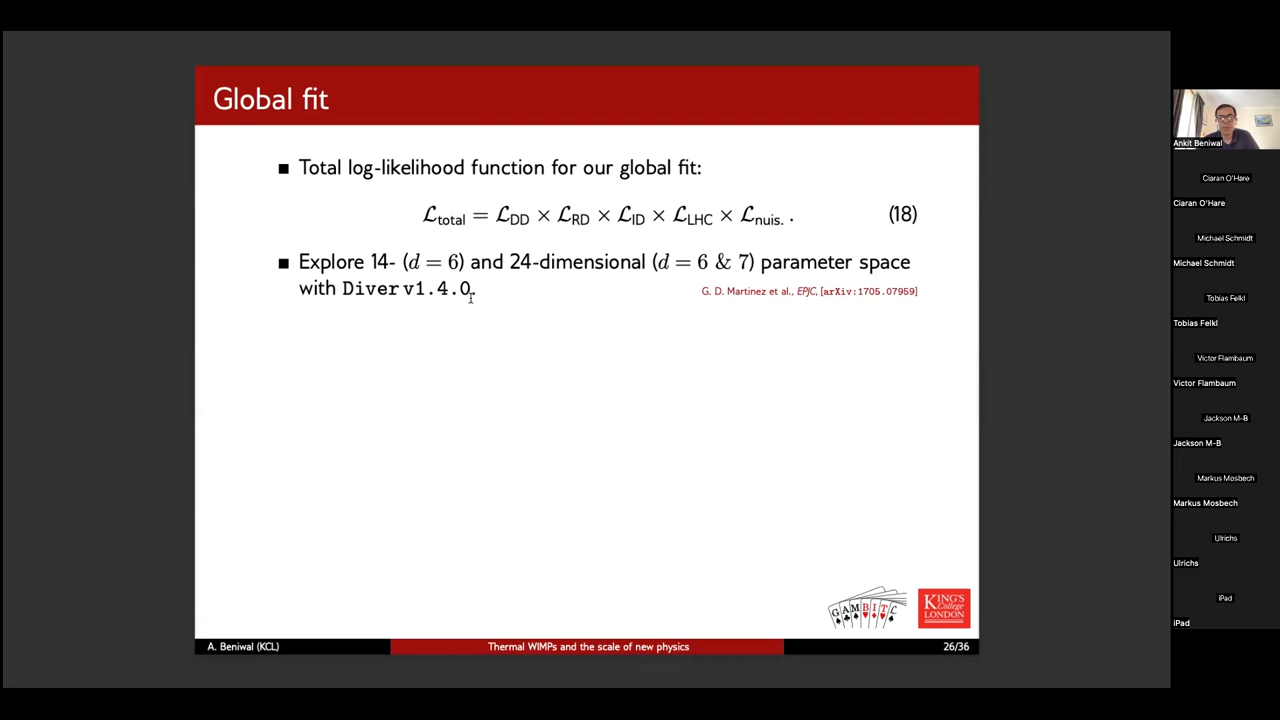 Global fit
■ Total log-likelihood function for our global fit:
ℒtotal = ℒDD × ℒRD × ℒID × ℒLHC × ℒnuis. . (18)
■ Explore 14- (d = 6) and 24-dimensional (d = 6 & 7) parameter space
with Diver v1.4.0. G. D. Martinez et al., EPJC, [arXiv:1705.07959]
GAMBIT
KING'S
College
LONDON
A. Beniwal (KCL) Thermal WIMPs and the scale of new physics 26/36
Ankit Beniwal
Ciaran O'Hare
Ciaran O'Hare
Michael Schmidt
Michael Schmidt
Tobias Felkl
Tobias Felkl
Victor Flambaum
Victor Flambaum
Jackson M-B
Jackson M-B
Markus Mosbech
Markus Mosbech
Ulrichs
Ulrichs
iPad
iPad